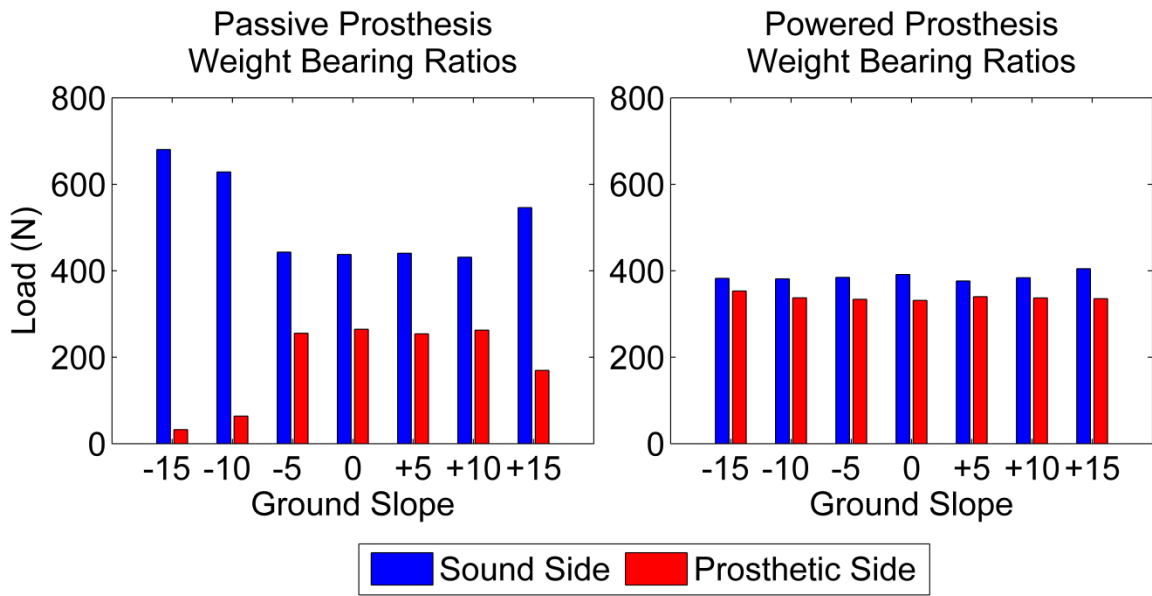 Passive Prosthesis
Weight Bearing Ratios
Load (N)
800
600
400
200
0
-15 -10 -5 0 +5 +10 +15
Ground Slope
Powered Prosthesis
Weight Bearing Ratios
800
600
400
200
0
-15 -10 -5 0 +5 +10 +15
Ground Slope
Sound Side Prosthetic Side